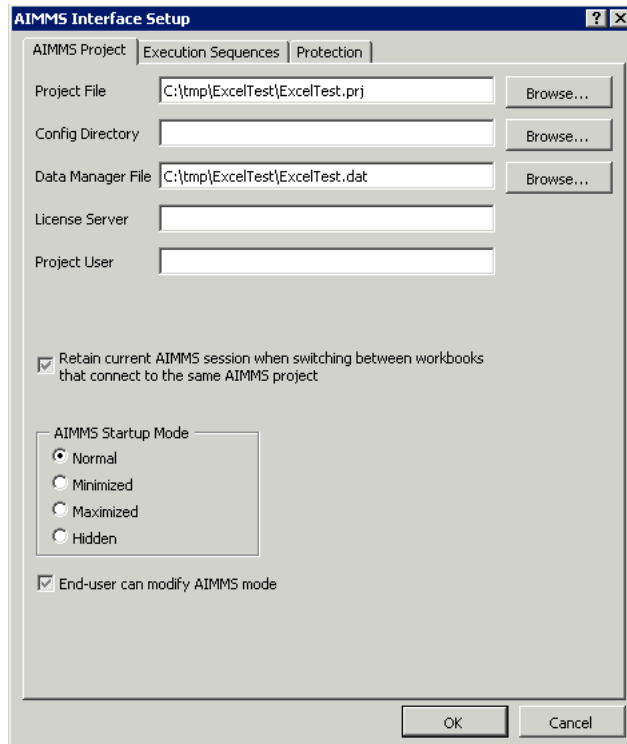 AIMMS Interface Setup
AIMMS Project Execution Sequences Protection
Project File C:\tmp\ExcelTest\ExcelTest.prj Browse...
Config Directory Browse...
Data Manager File C:\tmp\ExcelTest\ExcelTest.dat Browse...
License Server
Project User
Retain current AIMMS session when switching between workbooks
that connect to the same AIMMS project
AIMMS Startup Mode
Normal
Minimized
Maximized
Hidden
End-user can modify AIMMS mode
OK Cancel